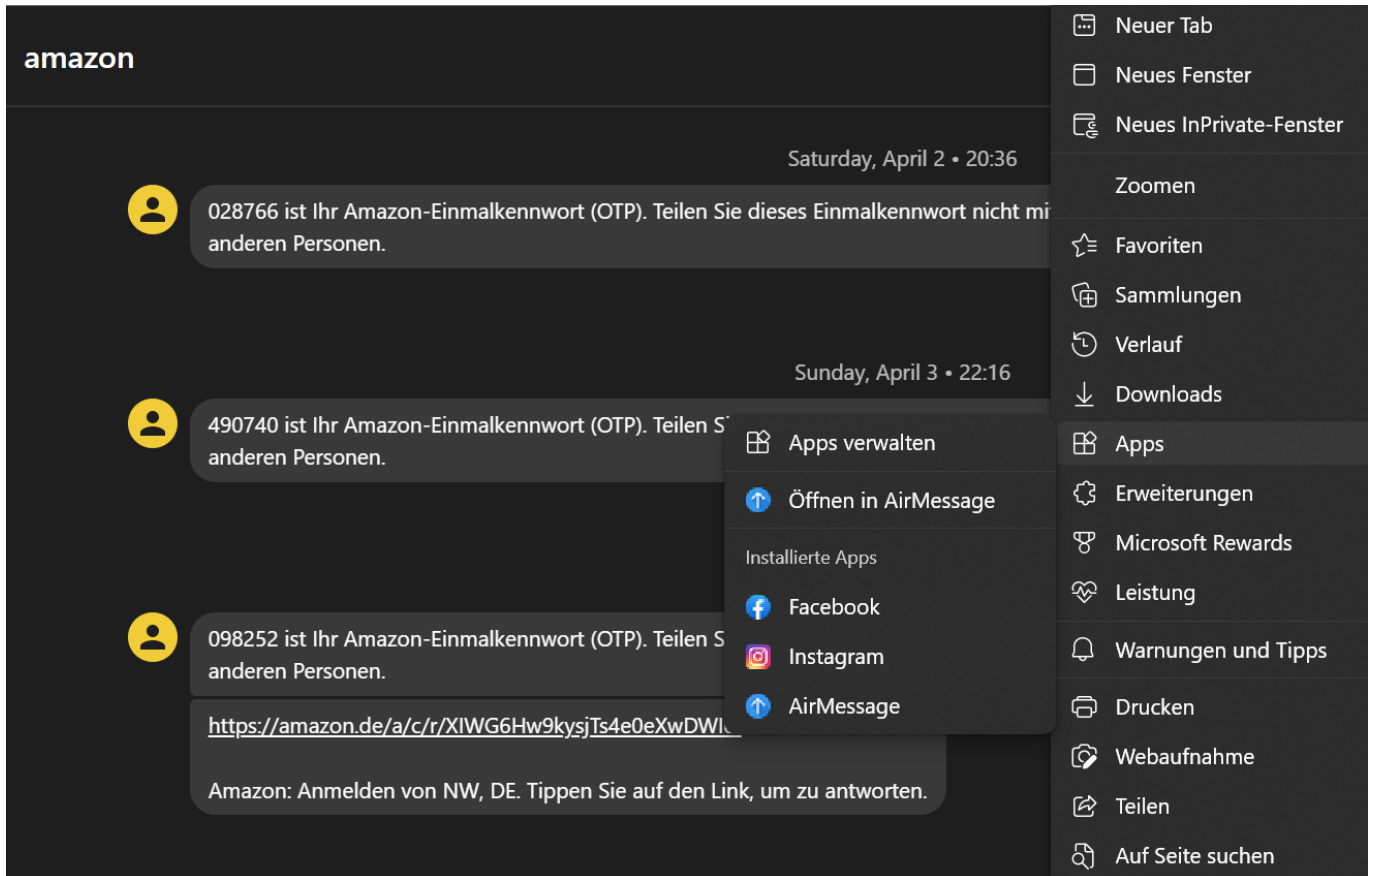 amazon
Saturday, April 2 • 20:36
028766 ist Ihr Amazon-Einmalkennwort (OTP). Teilen Sie dieses Einmalkennwort nicht
anderen Personen.
Sunday, April 3 • 22:16
490740 ist Ihr Amazon-Einmalkennwort (OTP). Teilen
anderen Personen.
098252 ist Ihr Amazon-Einmalkennwort (OTP). Teilen
anderen Personen.
https://amazon.de/a/c/r/XIWG6Hw9kysjTs4e0eXwDWI
Amazon: Anmelden von NW, DE. Tippen Sie auf den Link, um zu antworten.
Apps verwalten
Öffnen in AirMessage
Installierte Apps
Facebook
Instagram
AirMessage
Neuer Tab
Neues Fenster
Neues InPrivate-Fenster
Zoomen
Favoriten
Sammlungen
Verlauf
Downloads
Apps
Erweiterungen
Microsoft Rewards
Leistung
Warnungen und Tipps
Drucken
Webaufnahme
Teilen
Auf Seite suchen